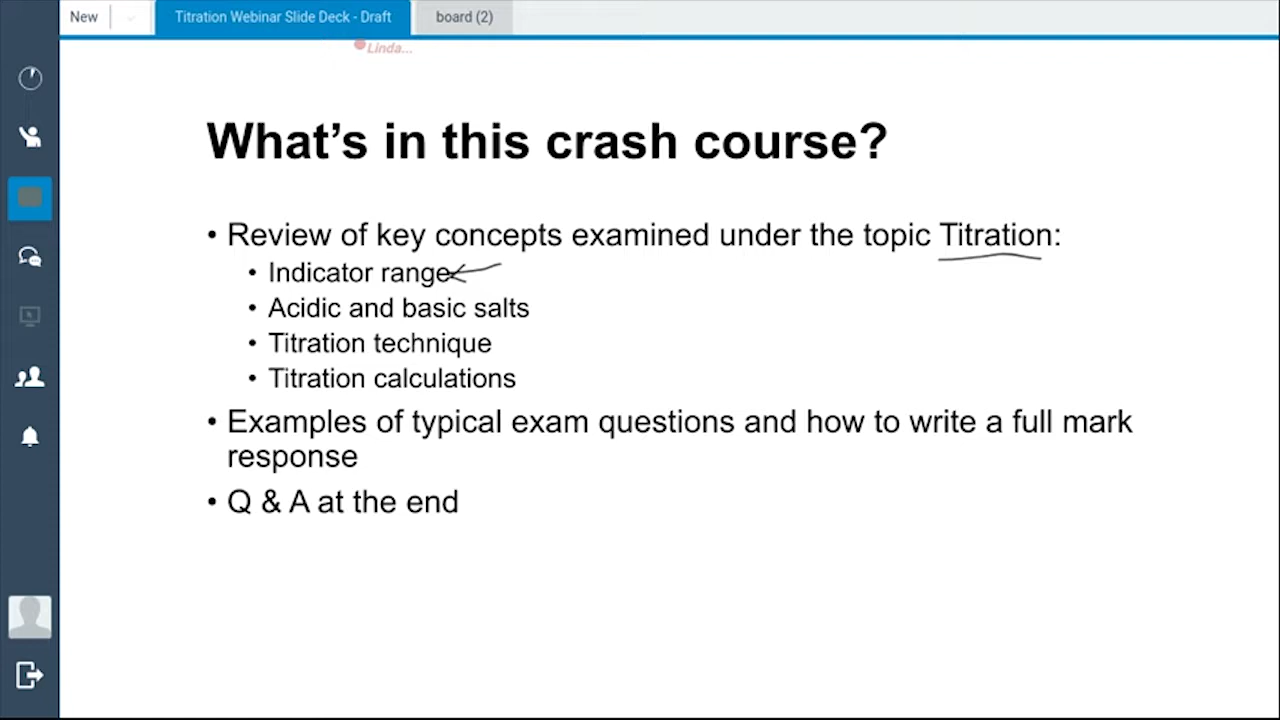 New
Titration Webinar Slide Deck - Draft
board (2)
Linda...
What's in this crash course?
• Review of key concepts examined under the topic Titration:
• Indicator range
• Acidic and basic salts
• Titration technique
• Titration calculations
• Examples of typical exam questions and how to write a full mark
response
• Q & A at the end